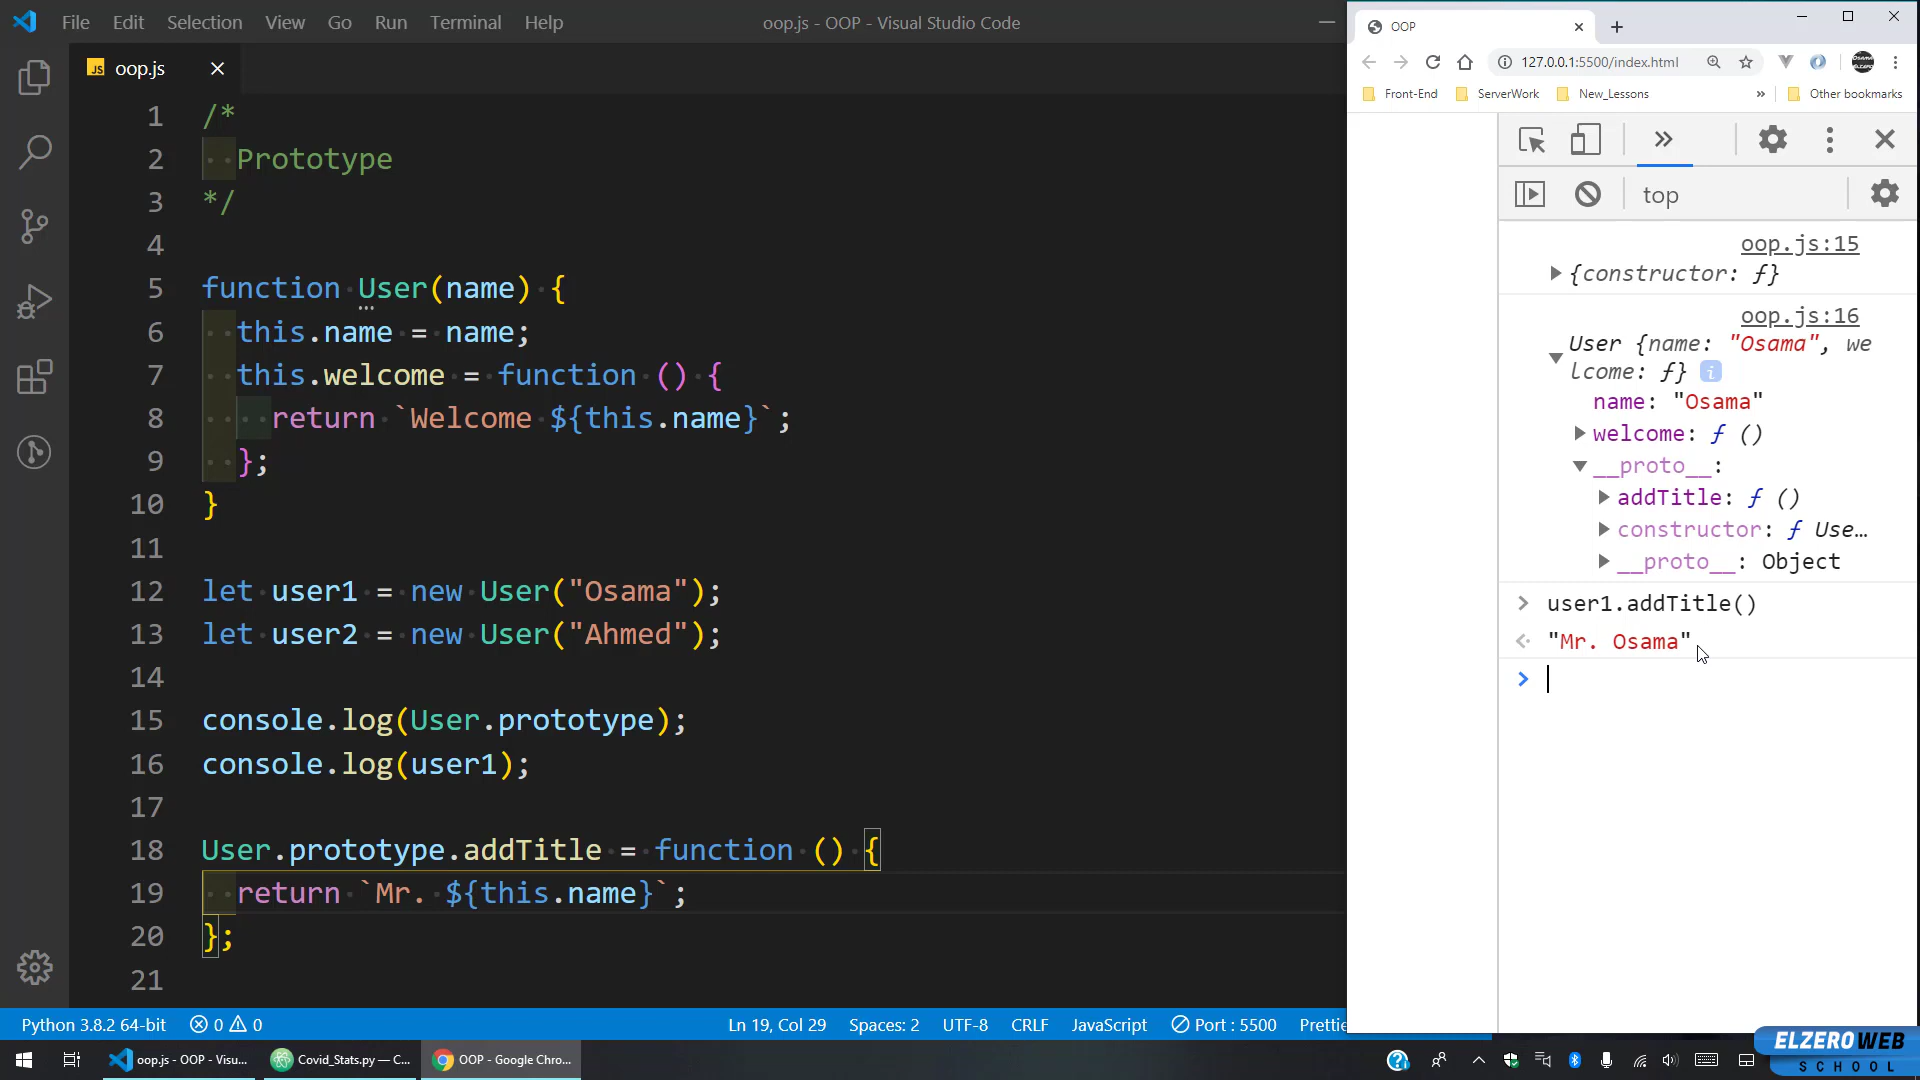 File Edit Selection View Go Run Terminal Help
oop.js - OOP - Visual Studio Code
JS oop.js
1 /*
2 ··Prototype
3 */
4
5 function·User(name)·{
6 ··this.name·=·name;
7 ··this.welcome·=·function·()·{
8 ····return·`Welcome·${this.name}`;
9 ··};
10 }
11
12 let·user1·=·new·User("Osama");
13 let·user2·=·new·User("Ahmed");
14
15 console.log(User.prototype);
16 console.log(user1);
17
18 User.prototype.addTitle·=·function·()·{
19 ··return·`Mr.·${this.name}`;
20 };
21
Python 3.8.2 64-bit 0 0 Ln 19, Col 29 Spaces: 2 UTF-8 CRLF JavaScript Port : 5500 Prettie
OOP
127.0.0.1:5500/index.html
Front-End ServerWork New_Lessons » Other bookmarks
top
oop.js:15
{constructor: ƒ}
oop.js:16
User {name: "Osama", we
lcome: ƒ}
name: "Osama"
welcome: ƒ ()
__proto__:
addTitle: ƒ ()
constructor: ƒ Use…
__proto__: Object
> user1.addTitle()
"Mr. Osama"
>
oop.js - OOP - Visu... Covid_Stats.py — C... OOP - Google Chro...
ELZEROWEB
SCHOOL